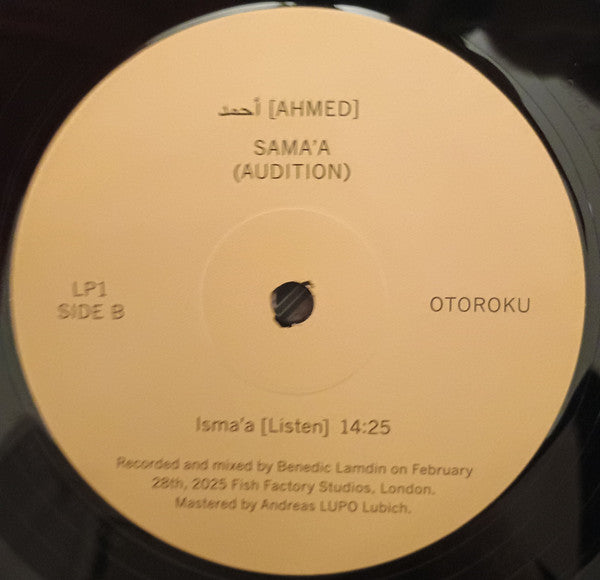 أحمد [AHMED]
SAMA'A
(AUDITION)
LP1
SIDE B
OTOROKU
Isma'a [Listen] 14:25
Recorded and mixed by Benedic Lamdin on February
28th, 2025 Fish Factory Studios, London.
Mastered by Andreas LUPO Lubich.